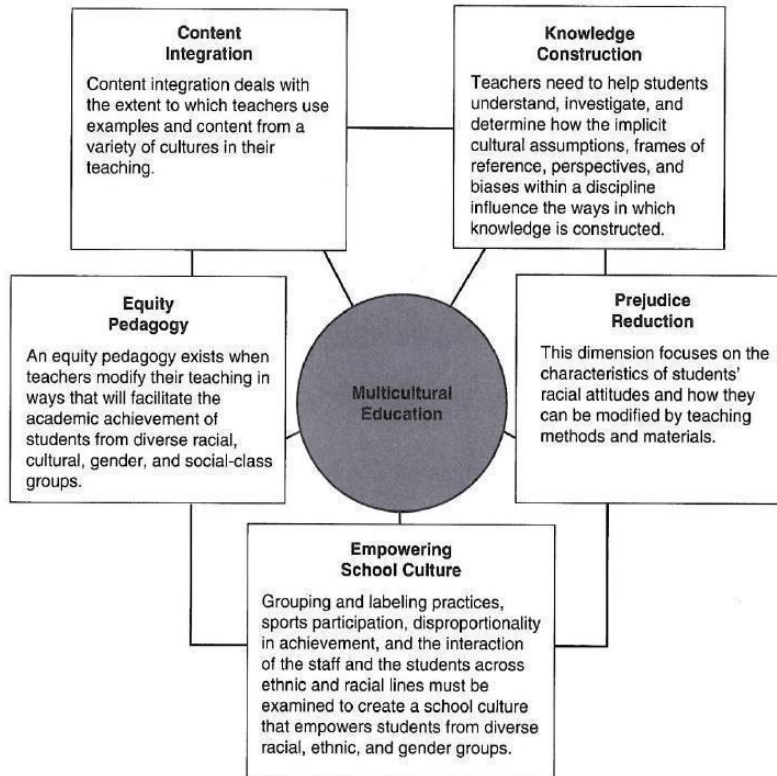 Content
Integration
Content integration deals with
the extent to which teachers use
examples and content from a
variety of cultures in their
teaching.
Knowledge
Construction
Teachers need to help students
understand, investigate, and
determine how the implicit
cultural assumptions, frames of
reference, perspectives, and
biases within a discipline
influence the ways in which
knowledge is constructed.
Equity
Pedagogy
An equity pedagogy exists when
teachers modify their teaching in
ways that will facilitate the
academic achievement of
students from diverse racial,
cultural, gender, and social-class
groups.
Multicultural
Education
Prejudice
Reduction
This dimension focuses on the
characteristics of students'
racial attitudes and how they
can be modified by teaching
methods and materials.
Empowering
School Culture
Grouping and labeling practices,
sports participation, disproportionality
in achievement, and the interaction
of the staff and the students across
ethnic and racial lines must be
examined to create a school culture
that empowers students from diverse
racial, ethnic, and gender groups.